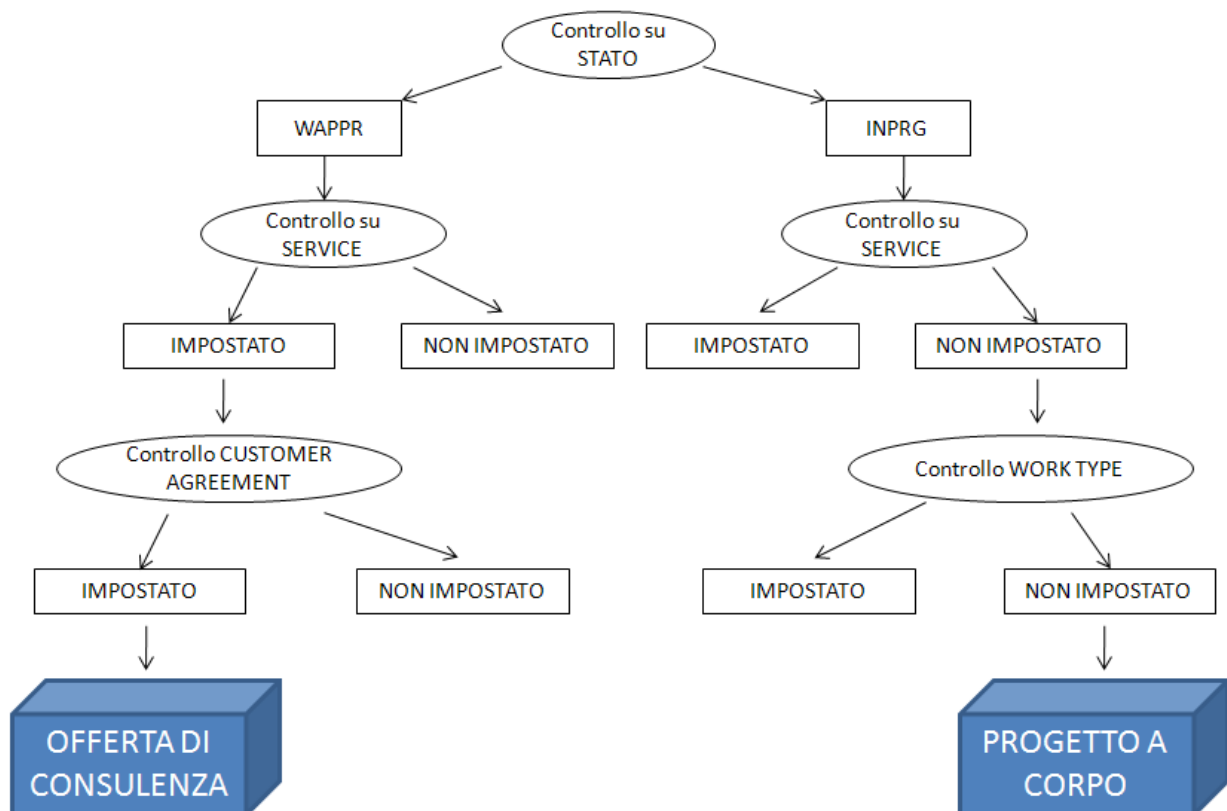 Controllo su
STATO
WAPPR
INPRG
Controllo su
SERVICE
Controllo su
SERVICE
IMPOSTATO
NON IMPOSTATO
IMPOSTATO
NON IMPOSTATO
Controllo CUSTOMER
AGREEMENT
Controllo WORK TYPE
IMPOSTATO
NON IMPOSTATO
IMPOSTATO
NON IMPOSTATO
OFFERTA DI
CONSULENZA
PROGETTO A
CORPO